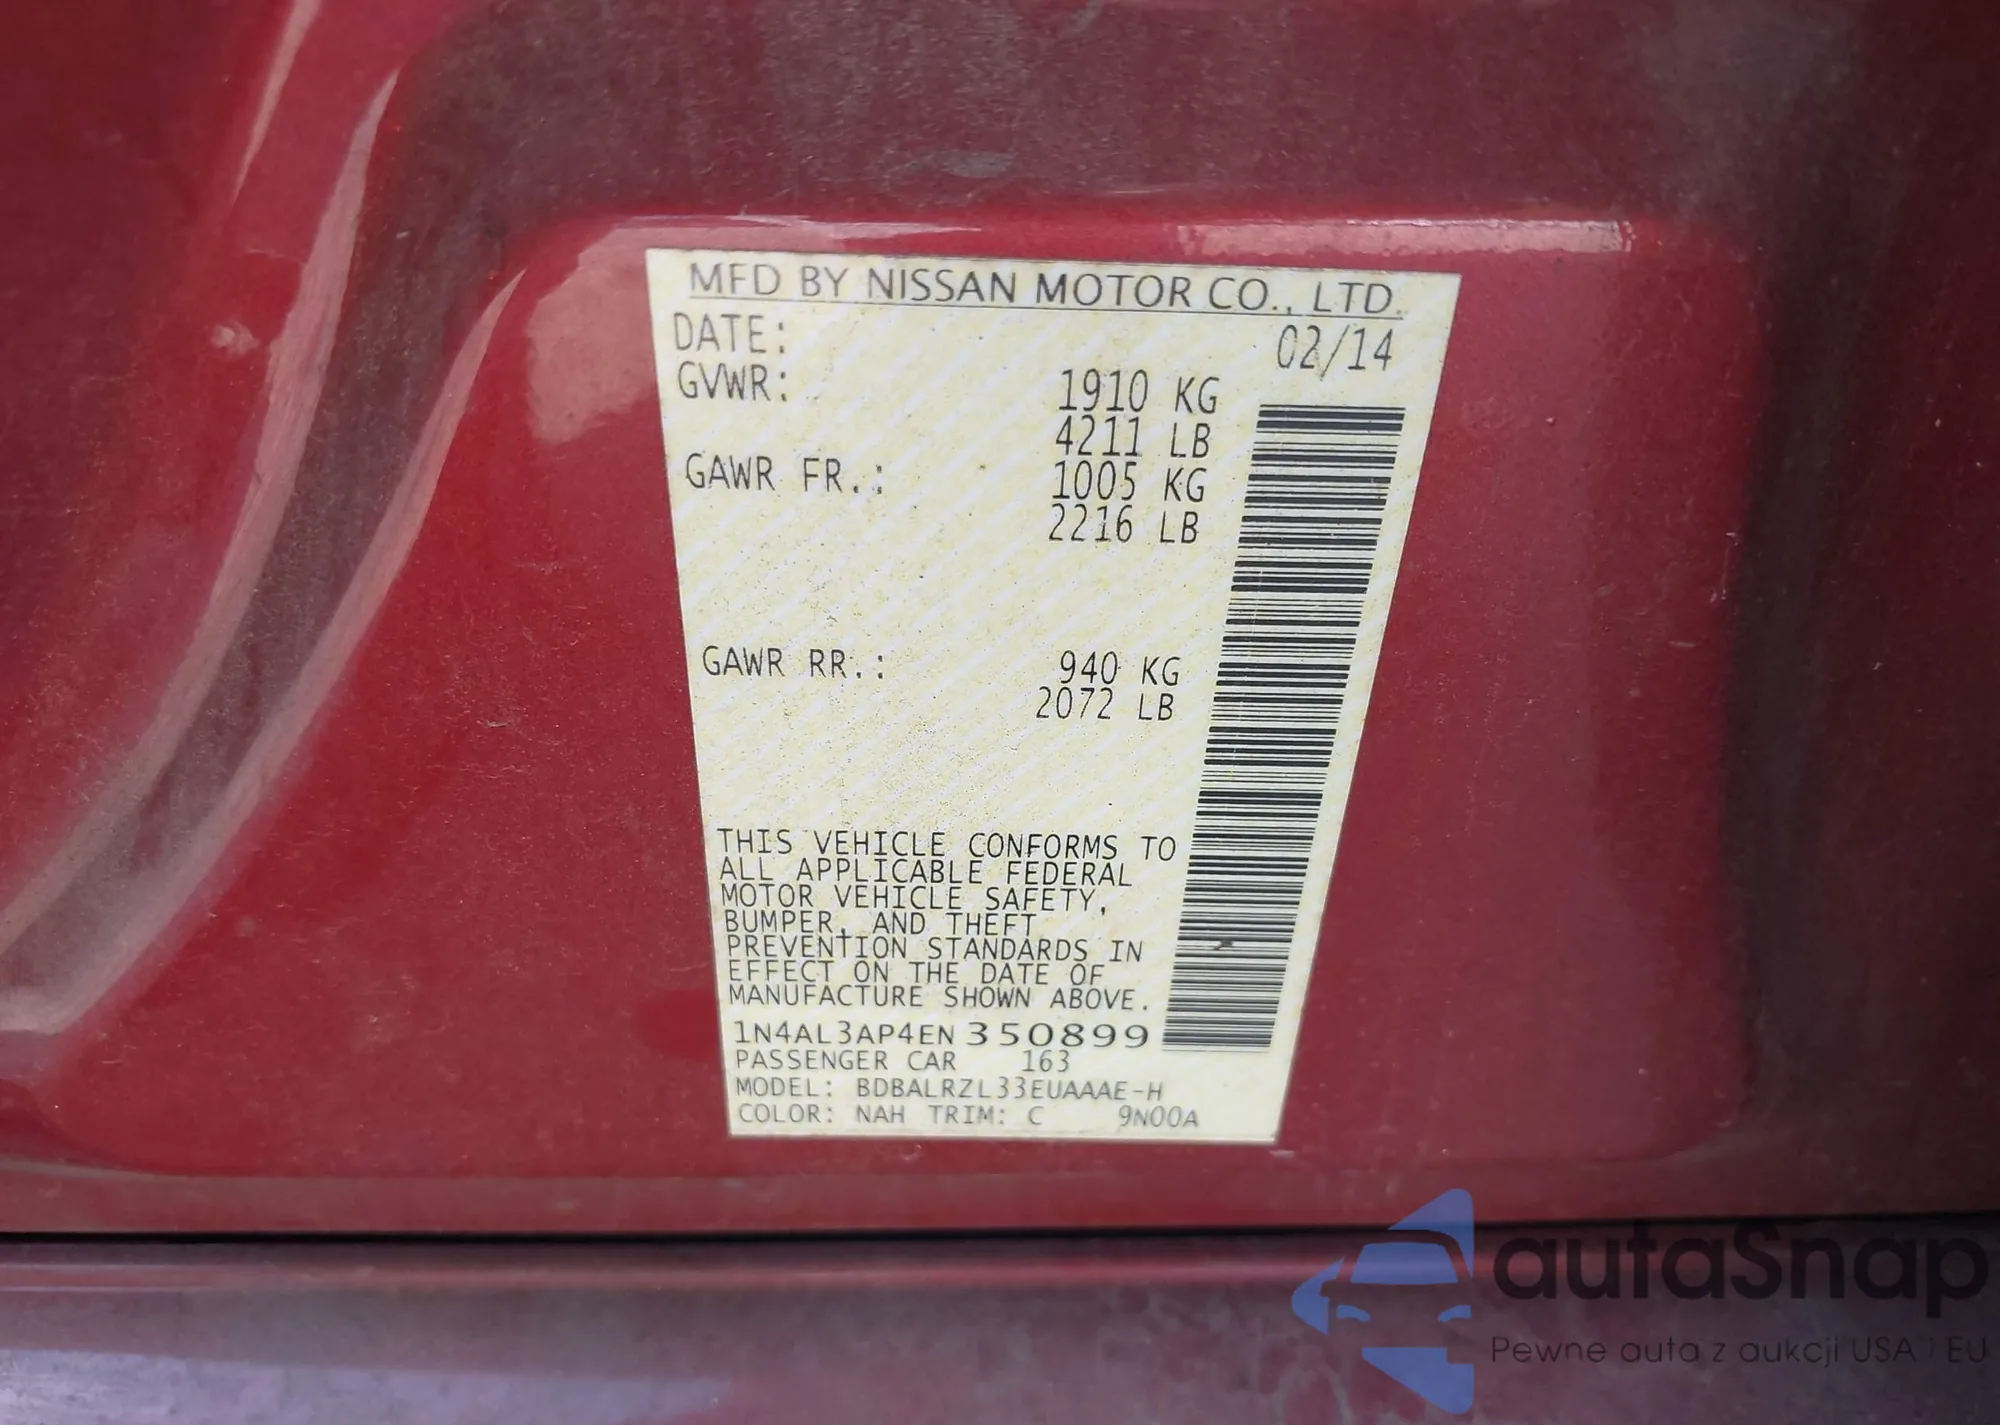 MFD BY NISSAN MOTOR CO., LTD.
DATE: 02/14
GVWR: 1910 KG
4211 LB
GAWR FR.: 1005 KG
2216 LB
GAWR RR.: 940 KG
2072 LB
THIS VEHICLE CONFORMS TO
ALL APPLICABLE FEDERAL
MOTOR VEHICLE SAFETY,
BUMPER, AND THEFT
PREVENTION STANDARDS IN
EFFECT ON THE DATE OF
MANUFACTURE SHOWN ABOVE.
1N4AL3AP4EN350899
PASSENGER CAR 163
MODEL: BDBALRZL33EUAAAE-H
COLOR: NAH TRIM: C 9N00A
autaSnap
Pewne auta z aukcji USA i EU